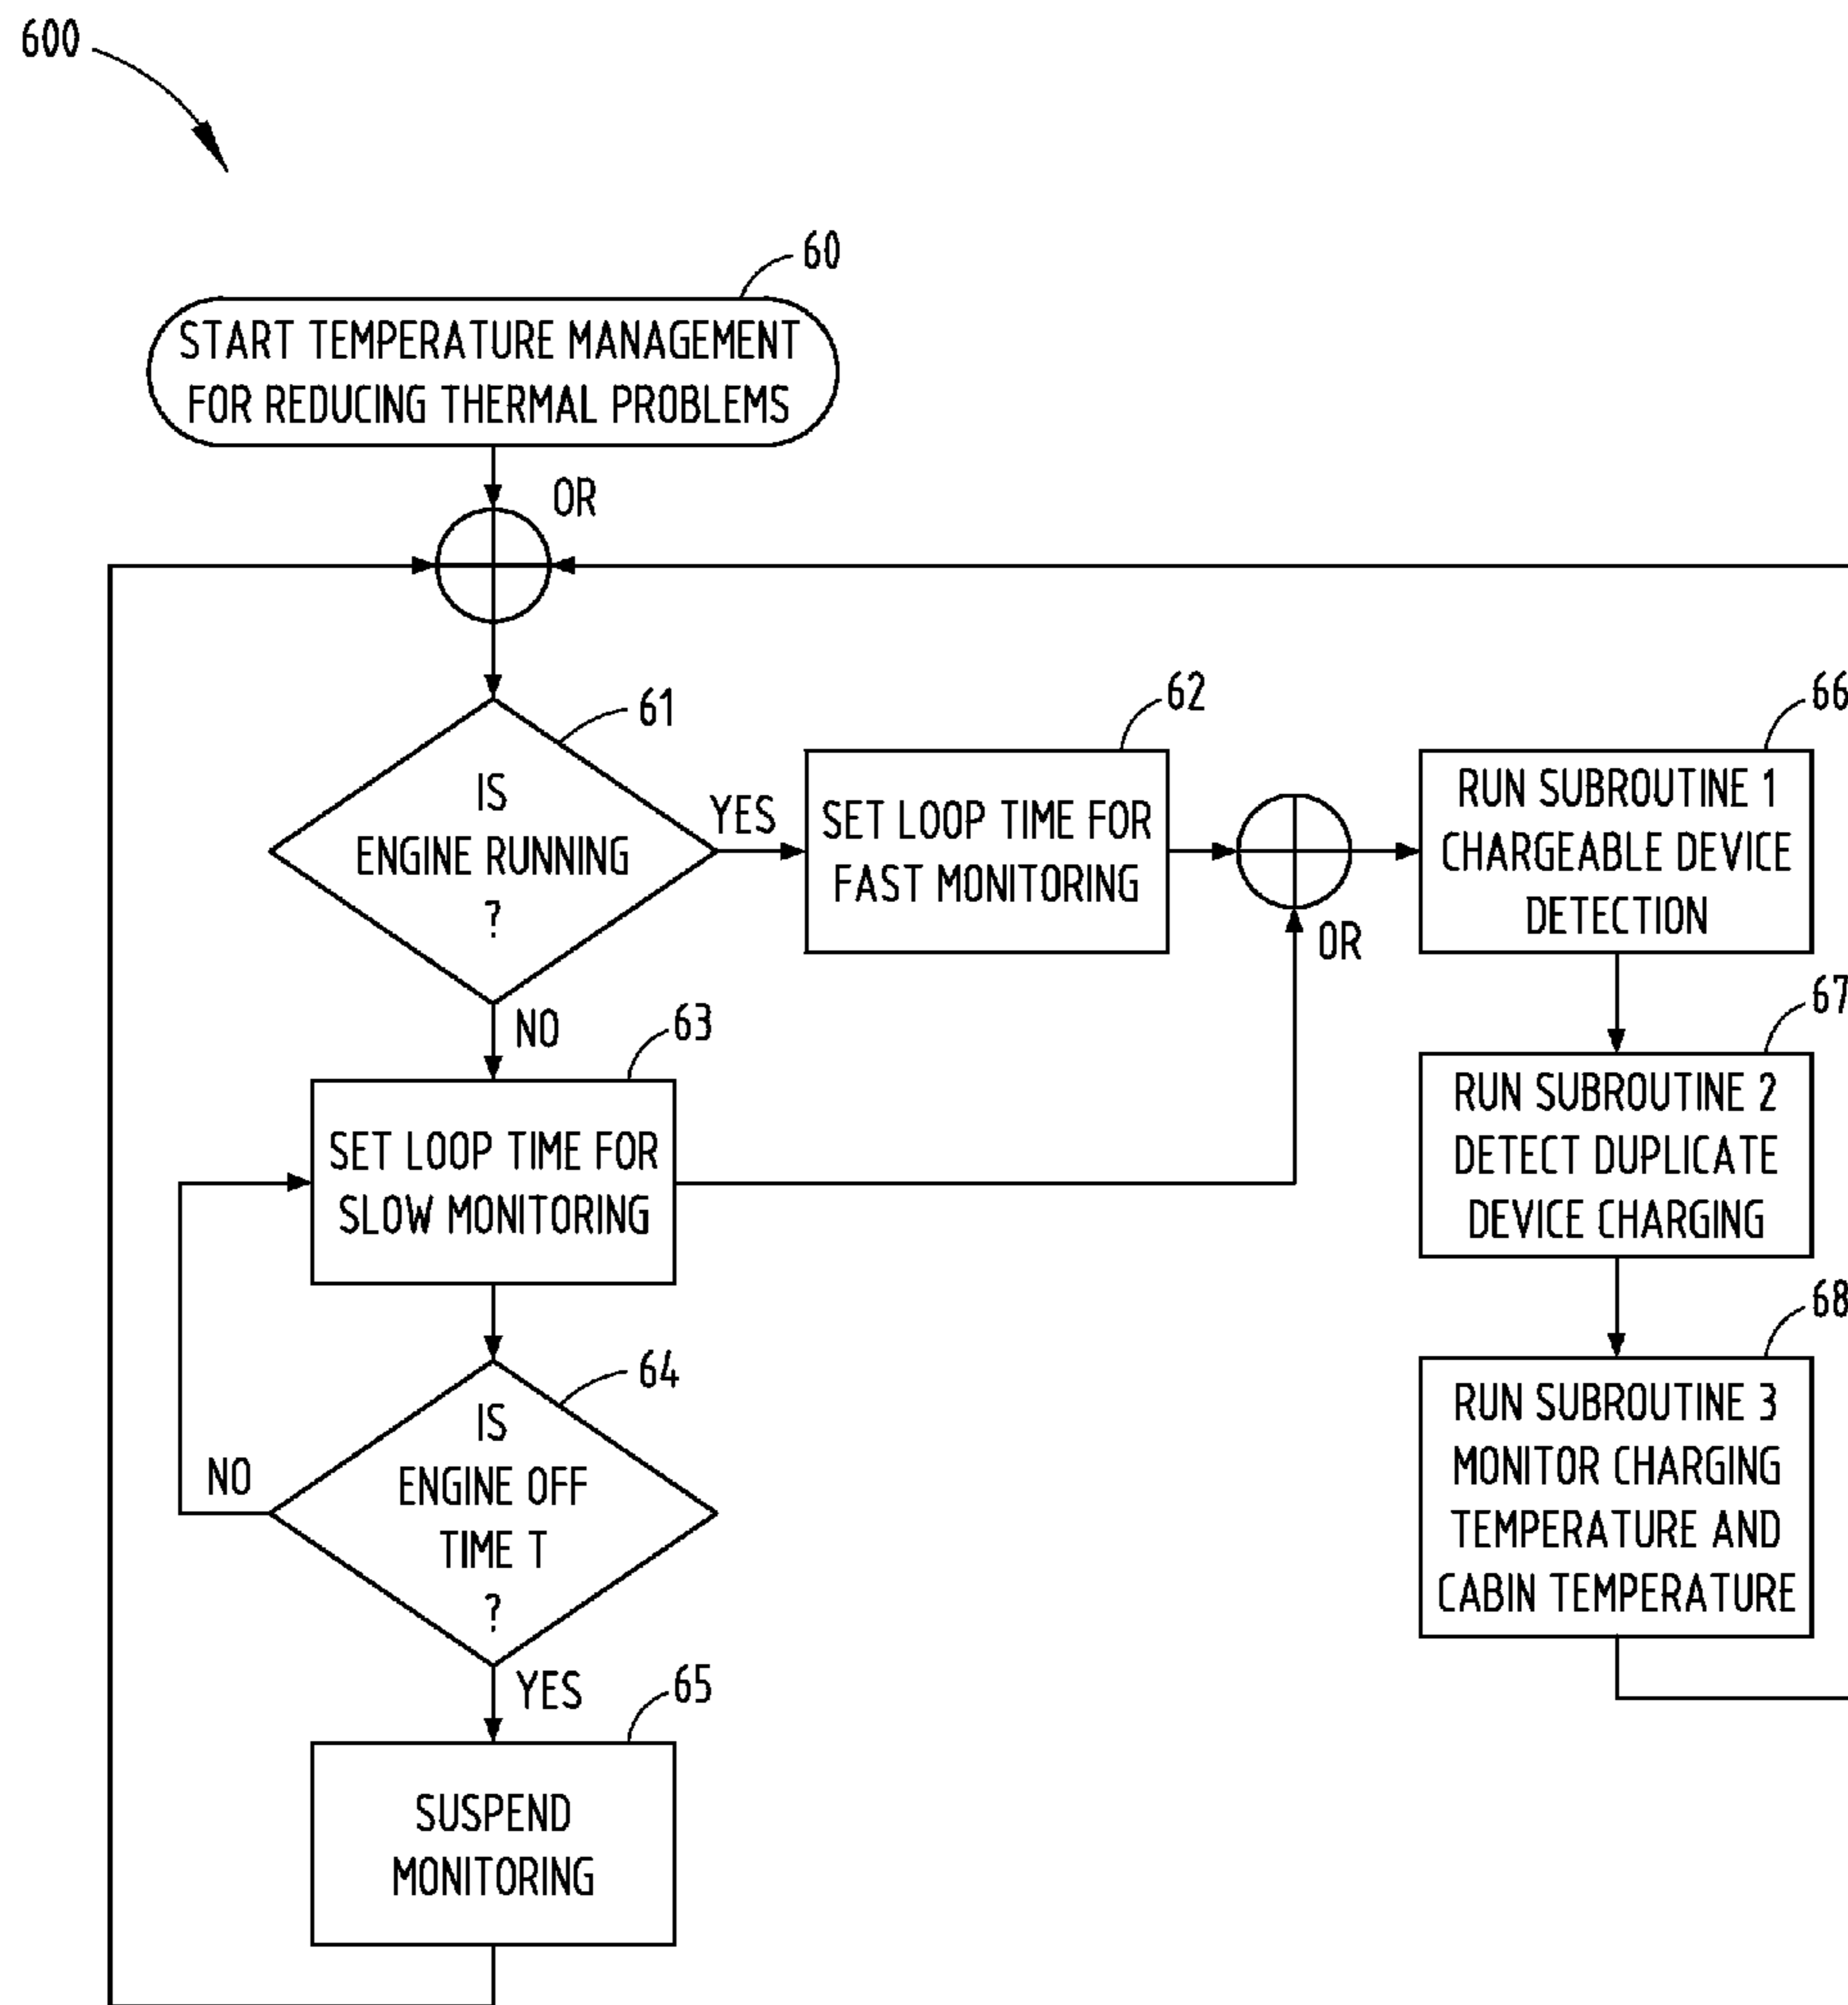 600
60
START TEMPERATURE MANAGEMENT
FOR REDUCING THERMAL PROBLEMS
OR
61
IS
ENGINE RUNNING
?
YES
NO
62
SET LOOP TIME FOR
FAST MONITORING
OR
63
SET LOOP TIME FOR
SLOW MONITORING
64
IS
ENGINE OFF
TIME T
?
NO
YES
65
SUSPEND
MONITORING
66
RUN SUBROUTINE 1
CHARGEABLE DEVICE
DETECTION
67
RUN SUBROUTINE 2
DETECT DUPLICATE
DEVICE CHARGING
68
RUN SUBROUTINE 3
MONITOR CHARGING
TEMPERATURE AND
CABIN TEMPERATURE